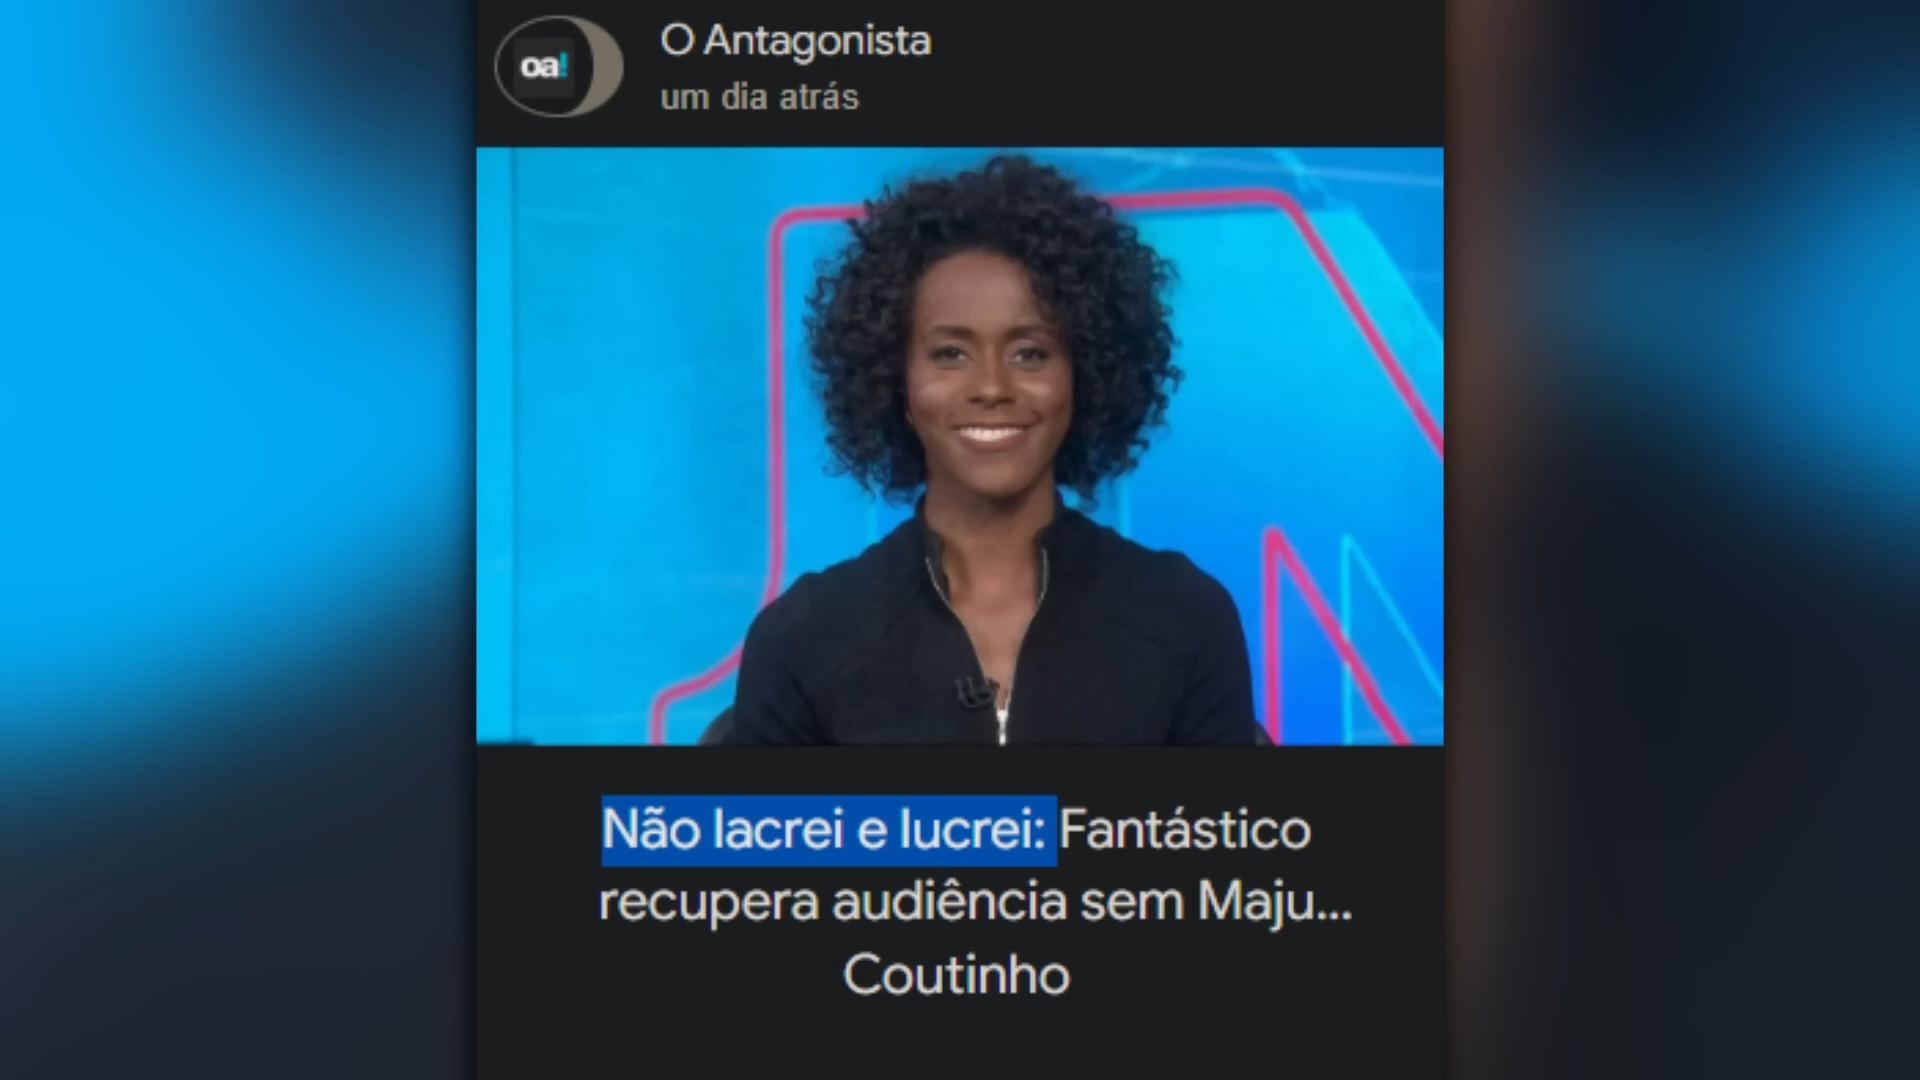 oa!
O Antagonista
um dia atrás
Não lacrei e lucrei: Fantástico
recupera audiência sem Maju...
Coutinho